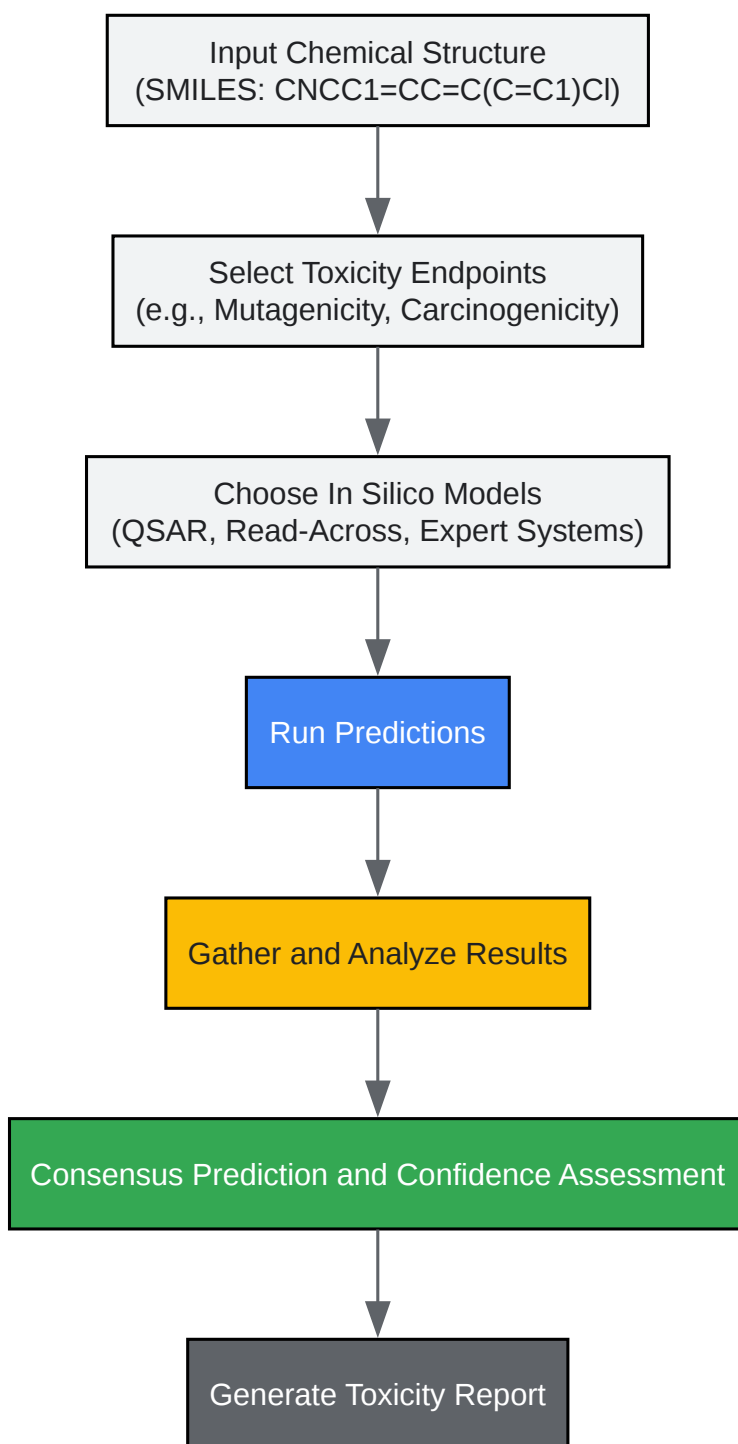 Input Chemical Structure
(SMILES: CNCC1=CC=C(C=C1)Cl)
Select Toxicity Endpoints
(e.g., Mutagenicity, Carcinogenicity)
Choose In Silico Models
(QSAR, Read-Across, Expert Systems)
Run Predictions
Gather and Analyze Results
Consensus Prediction and Confidence Assessment
Generate Toxicity Report